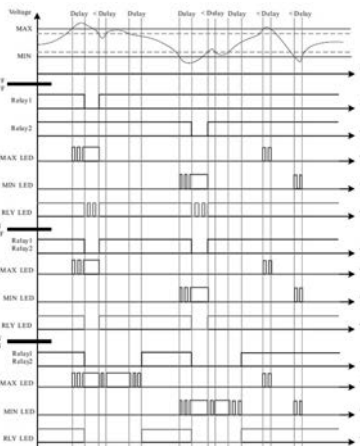 Voltage
Delay < Delay Delay Delay < Delay Delay < Delay < Delay
MAX
MIN
Relay1
Relay2
MAX LED
MIN LED
RLY LED
Relay1
Relay2
MAX LED
MIN LED
RLY LED
Relay1
Relay2
MAX LED
MIN LED
RLY LED